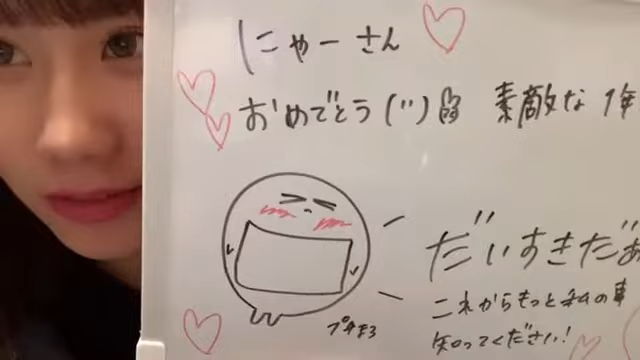 にゃーさん
おめでとう(¨) 素敵な 1年
だいすきだぁ
これからもっと私の事
知ってください!